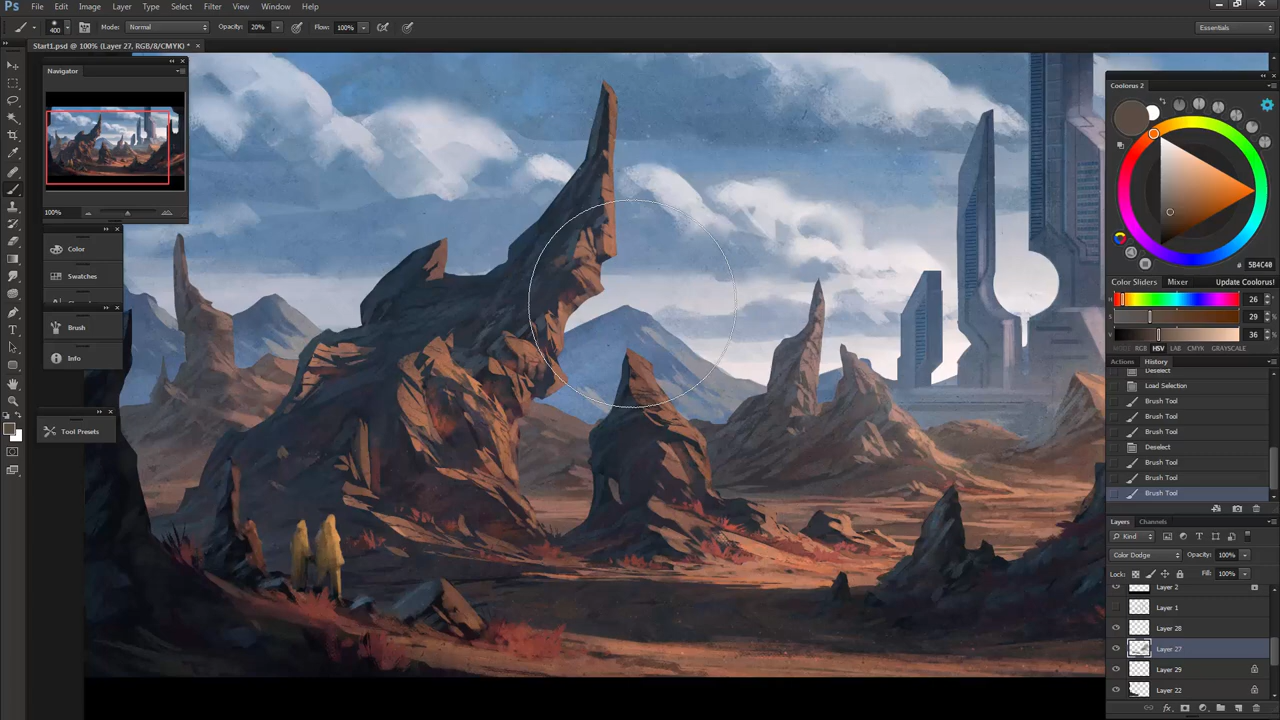 Ps File Edit Image Layer Type Select Filter View Window Help
400 Mode: Normal Opacity: 20% Flow: 100% Essentials
Start1.psd @ 100% (Layer 27, RGB/8/CMYK) * ×
Navigator
100%
Color
Swatches
Brush
Info
Tool Presets
Coolorus 2
# 5B4C40
Color Sliders Mixer Update Coolorus!
H 26
S 29
V 36
RGB HSV LAB CMYK GRAYSCALE
Actions History
Deselect
Load Selection
Brush Tool
Brush Tool
Brush Tool
Deselect
Brush Tool
Brush Tool
Brush Tool
Layers Channels
Kind
Color Dodge Opacity: 100%
Lock: Fill: 100%
Layer 2
Layer 1
Layer 28
Layer 27
Layer 29
Layer 22
fx